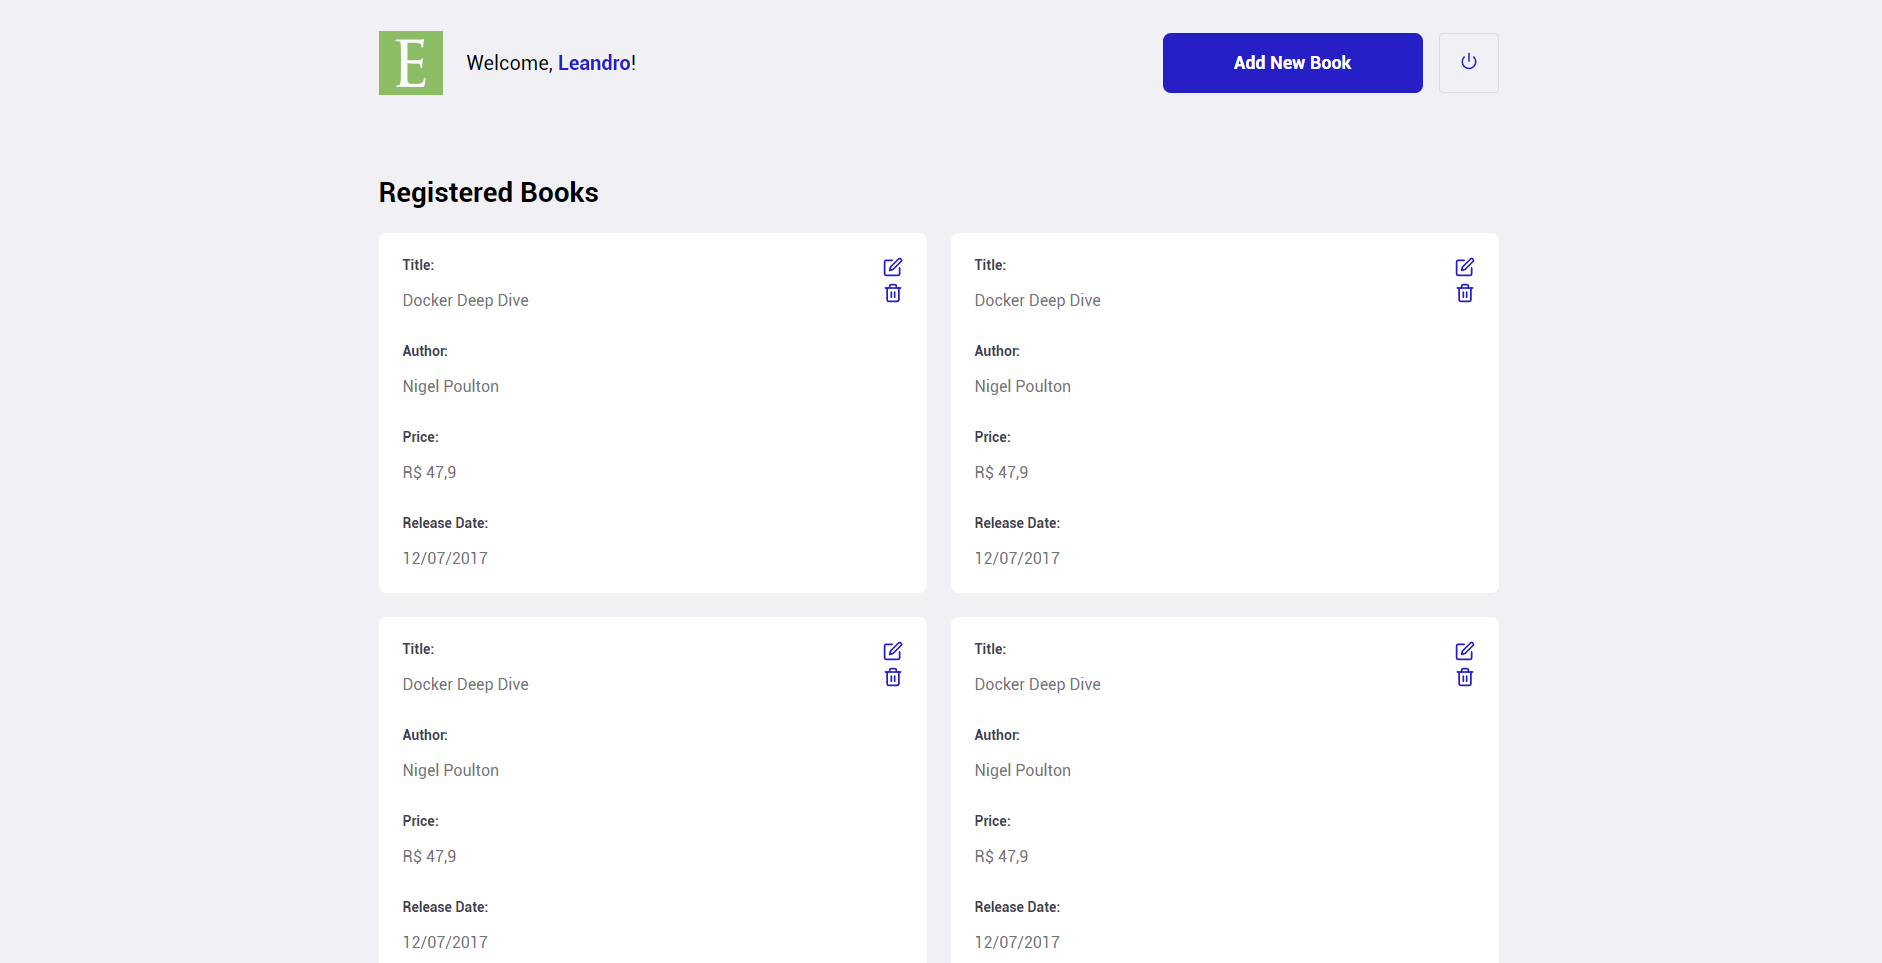 E
Welcome, Leandro!
Add New Book
Registered Books
Title:
Docker Deep Dive
Author:
Nigel Poulton
Price:
R$ 47,9
Release Date:
12/07/2017
Title:
Docker Deep Dive
Author:
Nigel Poulton
Price:
R$ 47,9
Release Date:
12/07/2017
Title:
Docker Deep Dive
Author:
Nigel Poulton
Price:
R$ 47,9
Release Date:
12/07/2017
Title:
Docker Deep Dive
Author:
Nigel Poulton
Price:
R$ 47,9
Release Date:
12/07/2017